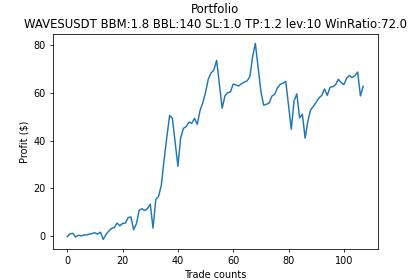 Portfolio
WAVESUSDT BBM:1.8 BBL:140 SL:1.0 TP:1.2 lev:10 WinRatio:72.0
80
60
40
20
0
Profit ($)
0 20 40 60 80 100
Trade counts